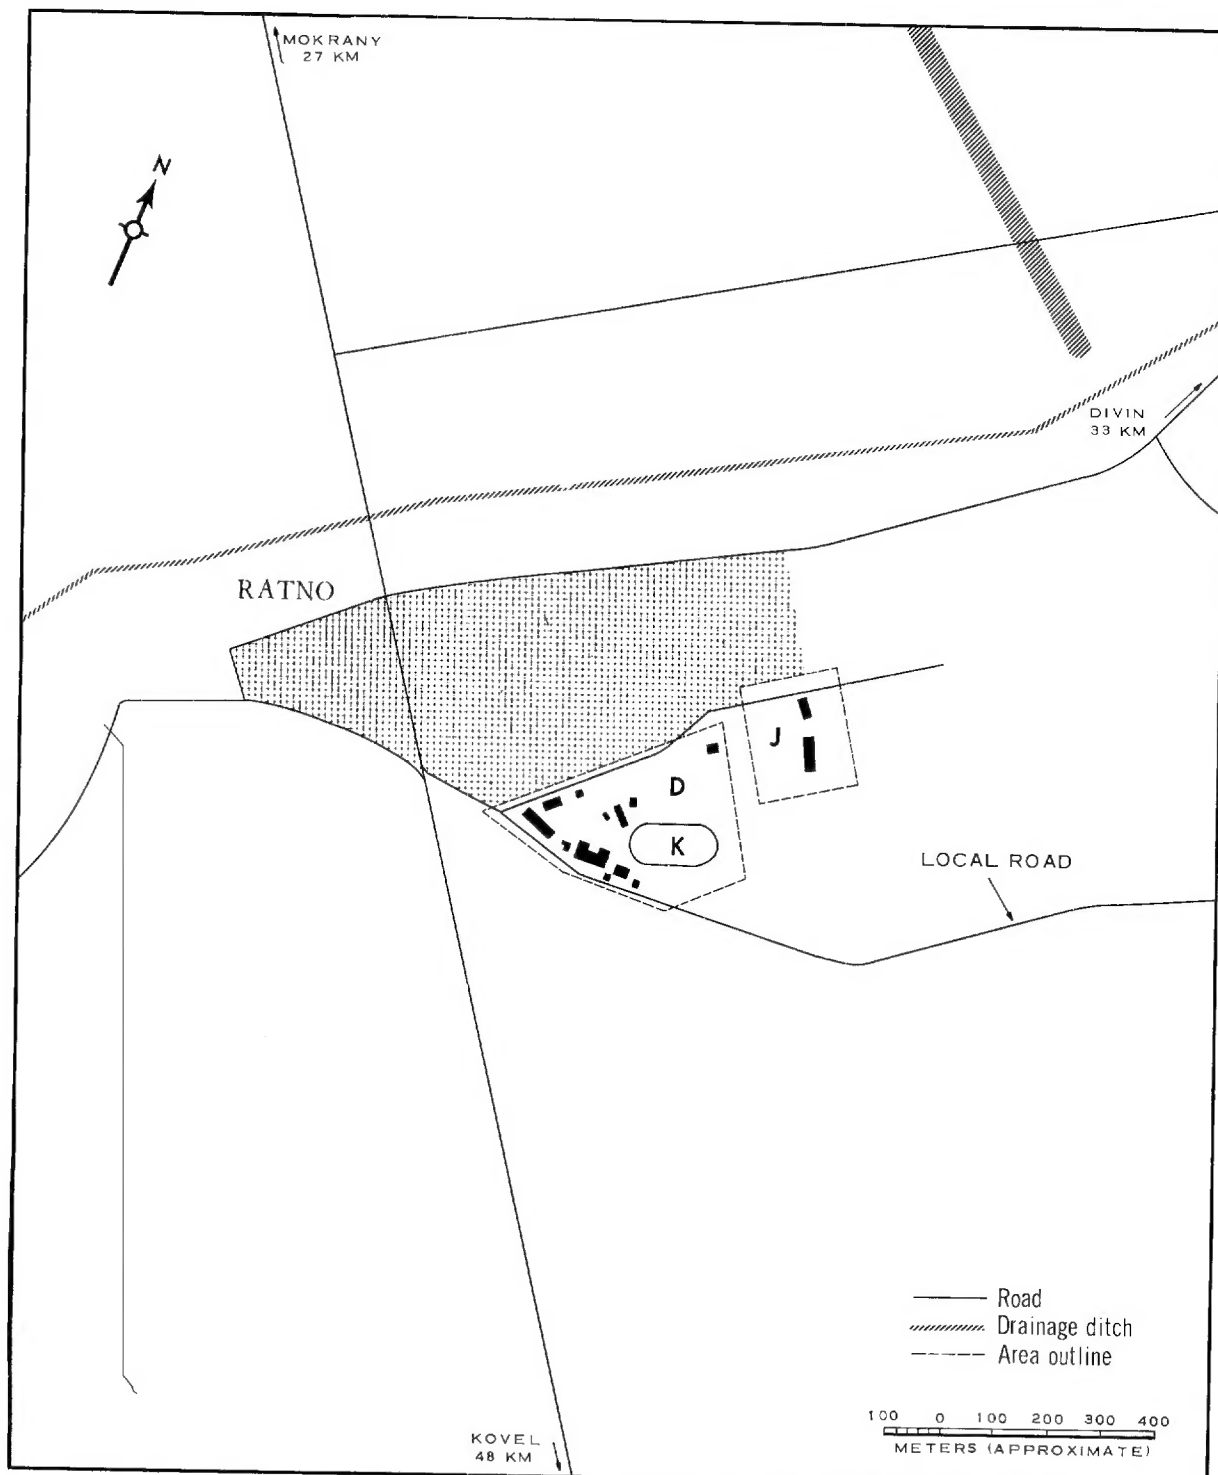 MOKRANY
27 KM
N
DIVIN
33 KM
RATNO
J
D
K
LOCAL ROAD
Road
Drainage ditch
Area outline
100 0 100 200 300 400
METERS (APPROXIMATE)
KOVEL
48 KM